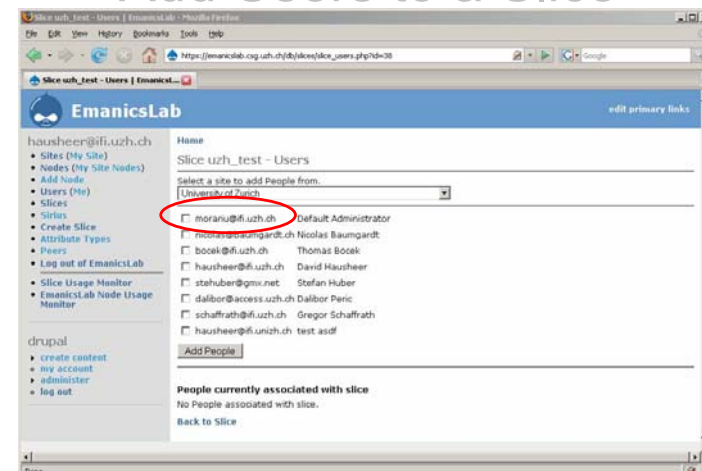 Add Users to a Slice
Slice uzh_test - Users | EmanicsLab - Mozilla Firefox
File Edit View History Bookmarks Tools Help
https://emanicslab.csg.uzh.ch/db/slices/slice_users.php?id=38
Google
Slice uzh_test - Users | Emanicsl...
EmanicsLab
edit primary links
hausheer@ifi.uzh.ch
Sites (My Site)
Nodes (My Site Nodes)
Add Node
Users (Me)
Slices
Sirius
Create Slice
Attribute Types
Peers
Log out of EmanicsLab
Slice Usage Monitor
EmanicsLab Node Usage
Monitor
drupal
create content
my account
administer
log out
Home
Slice uzh_test - Users
Select a site to add People from.
University of Zurich
morariu@ifi.uzh.ch Default Administrator
nicolas@baumgardt.ch Nicolas Baumgardt
bocek@ifi.uzh.ch Thomas Bocek
hausheer@ifi.uzh.ch David Hausheer
stehuber@gmx.net Stefan Huber
dalibor@access.uzh.ch Dalibor Peric
schaffrath@ifi.uzh.ch Gregor Schaffrath
hausheer@ifi.unizh.ch test asdf
Add People
People currently associated with slice
No People associated with slice.
Back to Slice